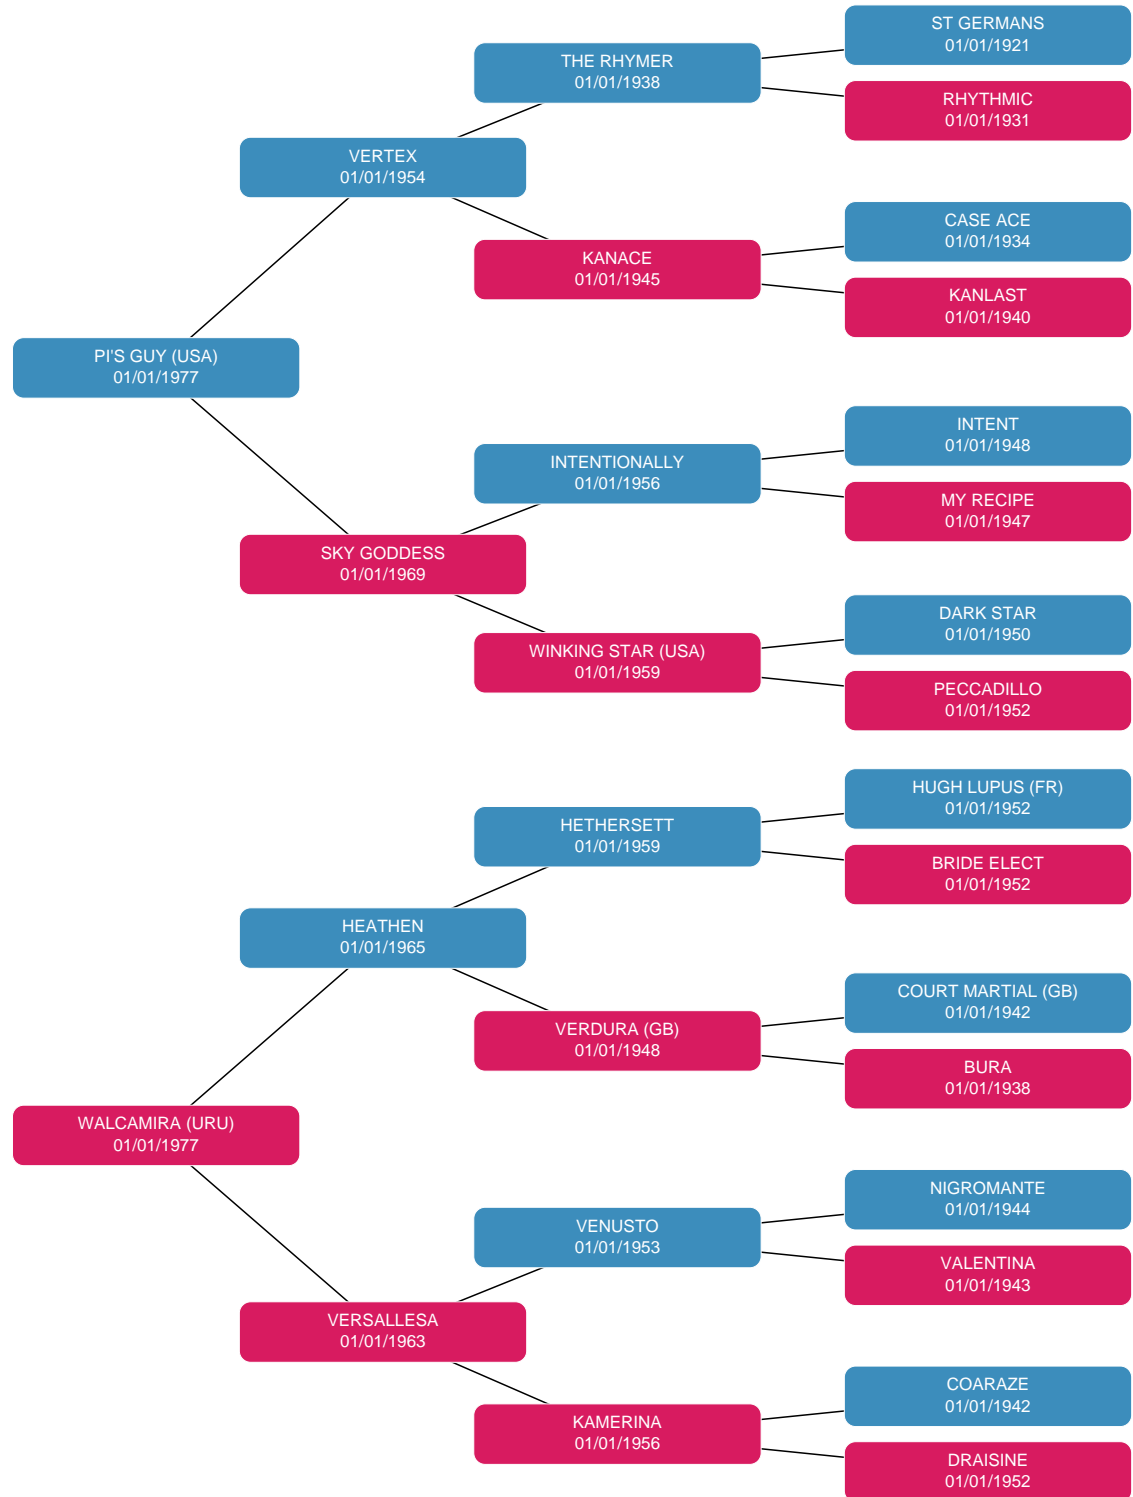 ST GERMANS
01/01/1921
THE RHYMER
01/01/1938
RHYTHMIC
01/01/1931
VERTEX
01/01/1954
CASE ACE
01/01/1934
KANACE
01/01/1945
KANLAST
01/01/1940
PI'S GUY (USA)
01/01/1977
INTENT
01/01/1948
INTENTIONALLY
01/01/1956
MY RECIPE
01/01/1947
SKY GODDESS
01/01/1969
DARK STAR
01/01/1950
WINKING STAR (USA)
01/01/1959
PECCADILLO
01/01/1952
HUGH LUPUS (FR)
01/01/1952
HETHERSETT
01/01/1959
BRIDE ELECT
01/01/1952
HEATHEN
01/01/1965
COURT MARTIAL (GB)
01/01/1942
VERDURA (GB)
01/01/1948
BURA
01/01/1938
WALCAMIRA (URU)
01/01/1977
NIGROMANTE
01/01/1944
VENUSTO
01/01/1953
VALENTINA
01/01/1943
VERSALLESA
01/01/1963
COARAZE
01/01/1942
KAMERINA
01/01/1956
DRAISINE
01/01/1952